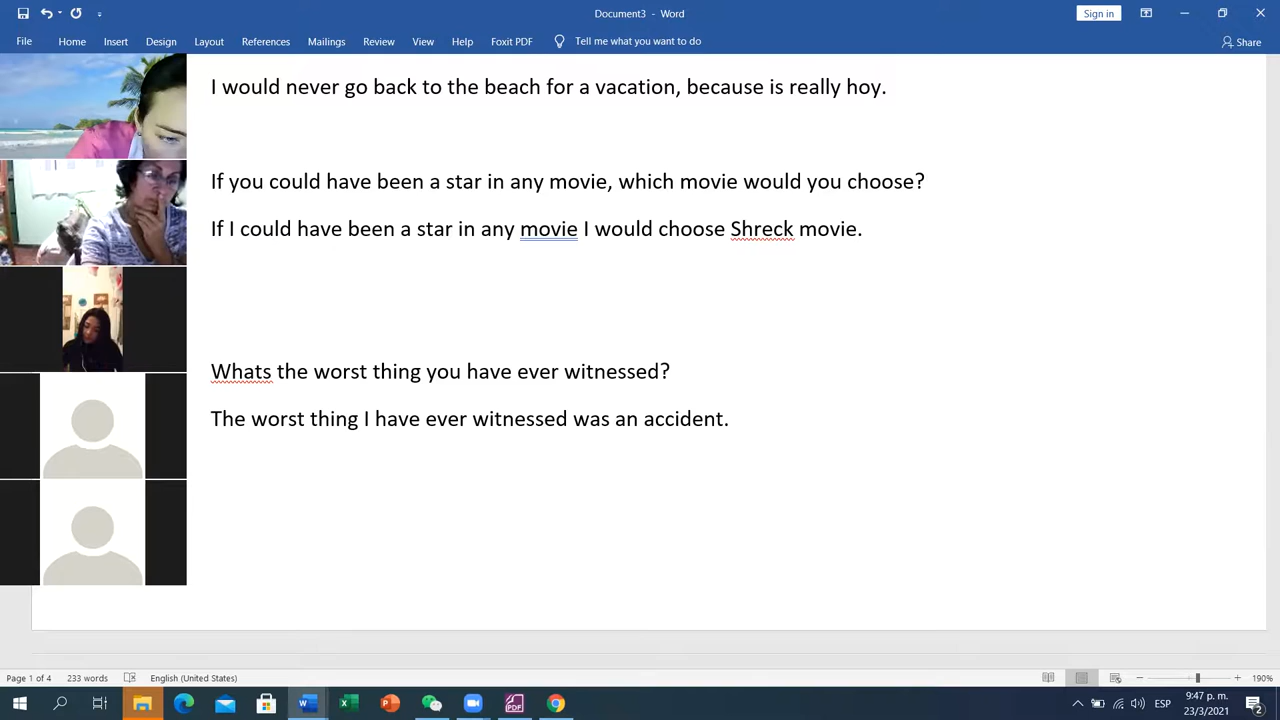 Document3 - Word
Sign in
File Home Insert Design Layout References Mailings Review View Help Foxit PDF Tell me what you want to do Share
I would never go back to the beach for a vacation, because is really hoy.
If you could have been a star in any movie, which movie would you choose?
If I could have been a star in any movie I would choose Shreck movie.
Whats the worst thing you have ever witnessed?
The worst thing I have ever witnessed was an accident.
Page 1 of 4 233 words English (United States) 190%
ESP
9:47 p. m.
23/3/2021
2